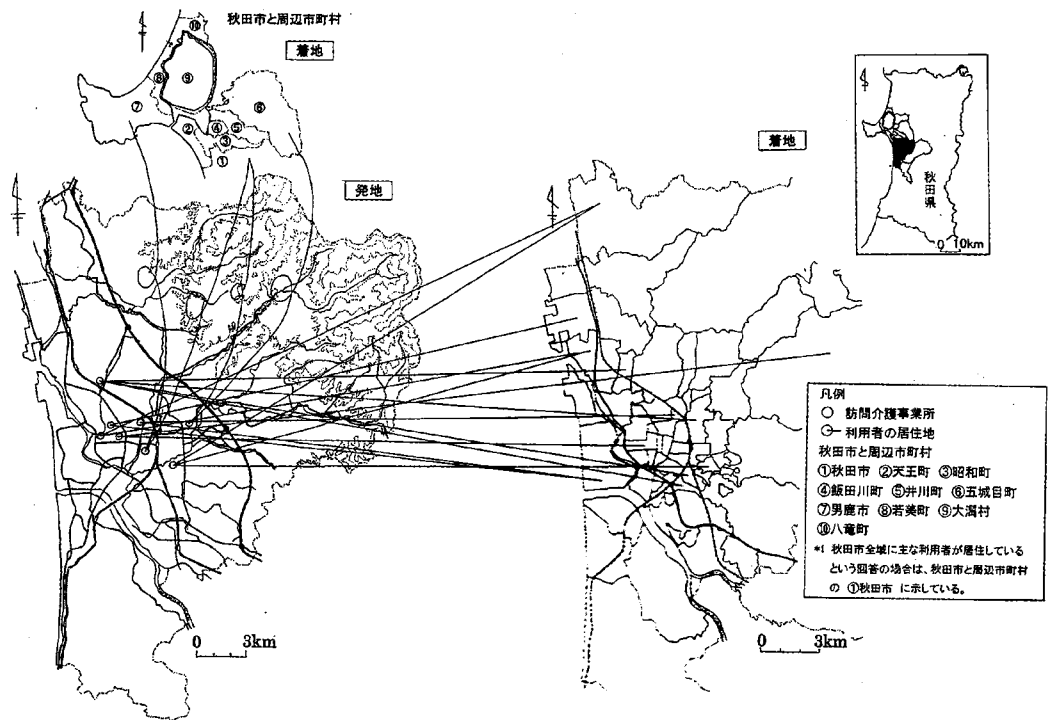 秋田市と周辺市町村
着地
⑩
⑧
⑨
⑦
⑥
②
④
⑤
③
①
発地
着地
秋田県
0 10km
凡例
訪問介護事業所
利用者の居住地
秋田市と周辺市町村
①秋田市 ②天王町 ③昭和町
④飯田川町 ⑤井川町 ⑥五城目町
⑦男鹿市 ⑧若美町 ⑨大潟村
⑩八竜町
*1 秋田市全域に主な利用者が居住している
という回答の場合は、秋田市と周辺市町村
の ①秋田市 に示している。
0 3km
0 3km